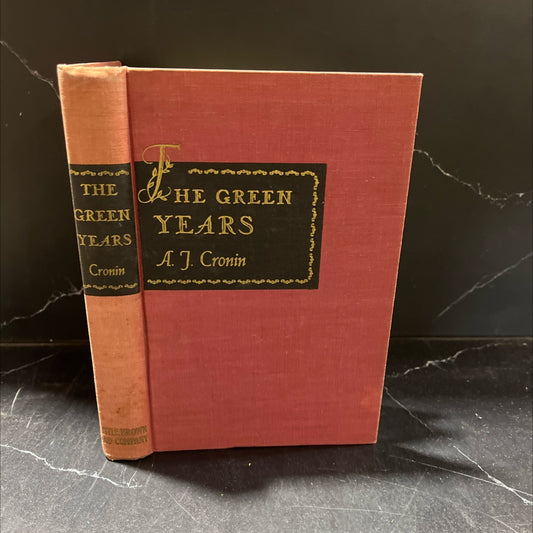 THE
GREEN
YEARS
Cronin
LITTLE, BROWN
AND COMPANY
THE GREEN
YEARS
A. J. Cronin